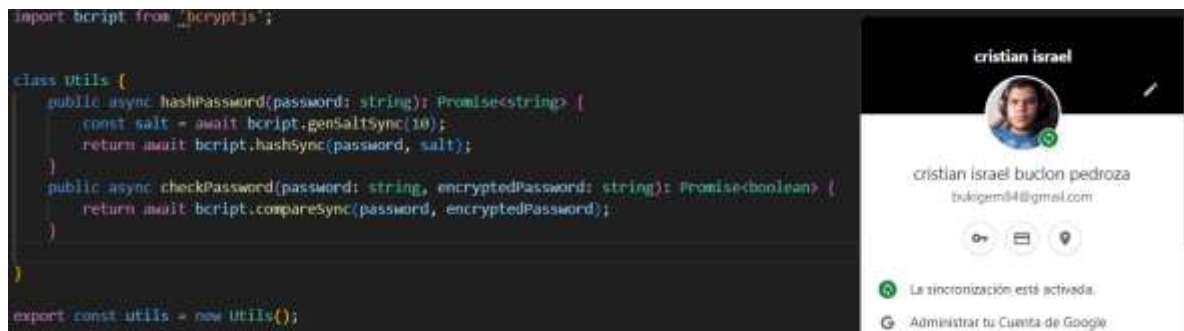 import bcript from 'bcryptjs';
class Utils {
public async hashPassword(password: string): Promise<string> {
const salt = await bcript.genSaltSync(10);
return await bcript.hashSync(password, salt);
}
public async checkPassword(password: string, encryptedPassword: string): Promise<boolean> {
return await bcript.compareSync(password, encryptedPassword);
}
}
export const utils = new Utils();
cristian israel
cristian israel buclon pedroza
bukigem84@gmail.com
La sincronización está activada.
G Administrar tu Cuenta de Google